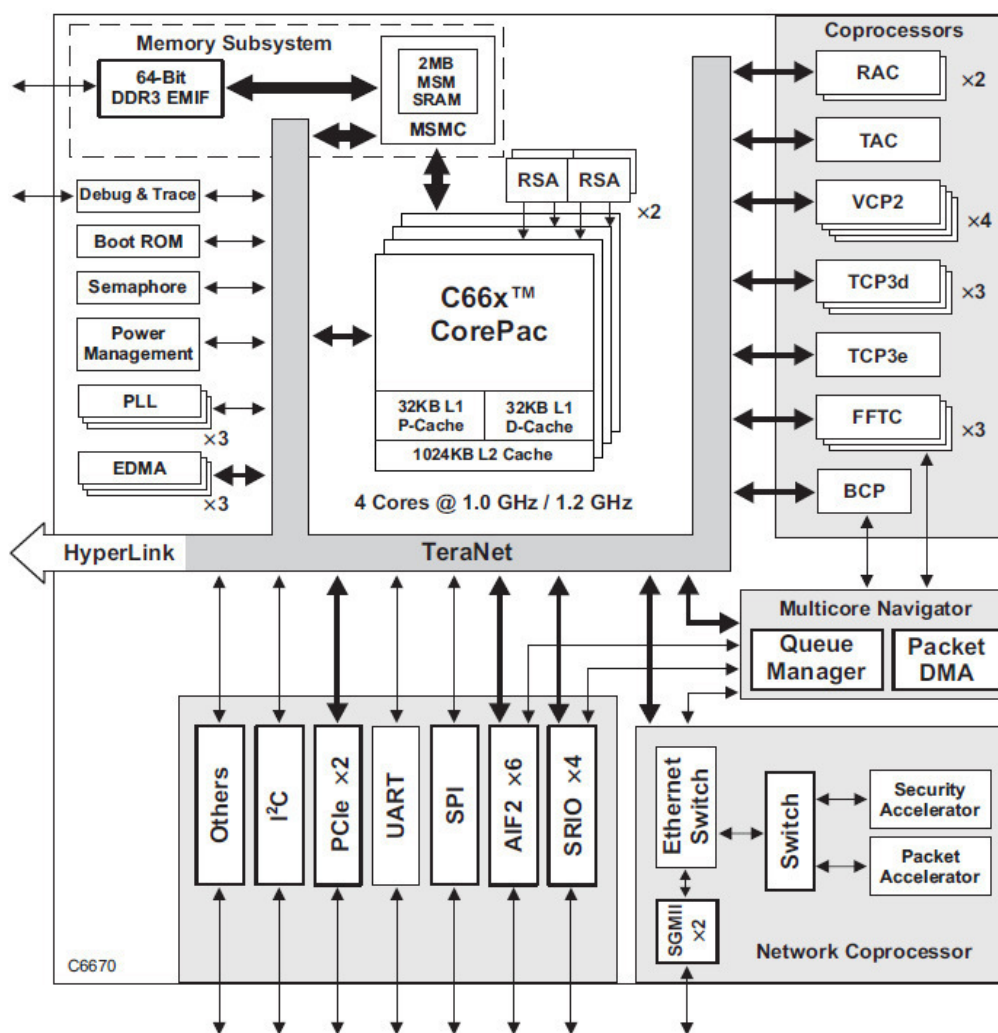 Memory Subsystem
64-Bit
DDR3 EMIF
2MB
MSM
SRAM
MSMC
Debug & Trace
Boot ROM
Semaphore
Power
Management
PLL
×3
EDMA
×3
HyperLink
TeraNet
RSA
RSA
×2
C66x™
CorePac
32KB L1
P-Cache
32KB L1
D-Cache
1024KB L2 Cache
4 Cores @ 1.0 GHz / 1.2 GHz
Coprocessors
RAC
×2
TAC
VCP2
×4
TCP3d
×3
TCP3e
FFTC
×3
BCP
Multicore Navigator
Queue
Manager
Packet
DMA
Others
I²C
PCIe ×2
UART
SPI
AIF2 ×6
SRIO ×4
Ethernet
Switch
Switch
Security
Accelerator
Packet
Accelerator
SGMII
×2
Network Coprocessor
C6670